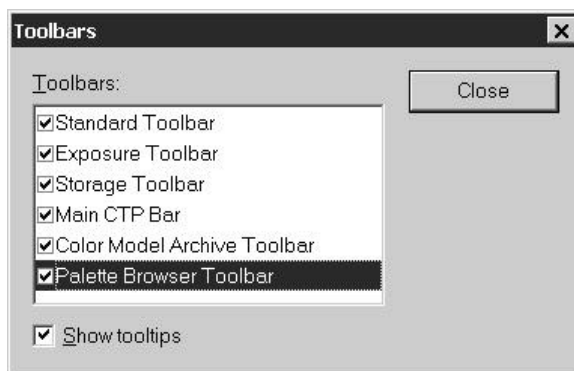 Toolbars
Toolbars:
Close
Standard Toolbar
Exposure Toolbar
Storage Toolbar
Main CTP Bar
Color Model Archive Toolbar
Palette Browser Toolbar
Show tooltips